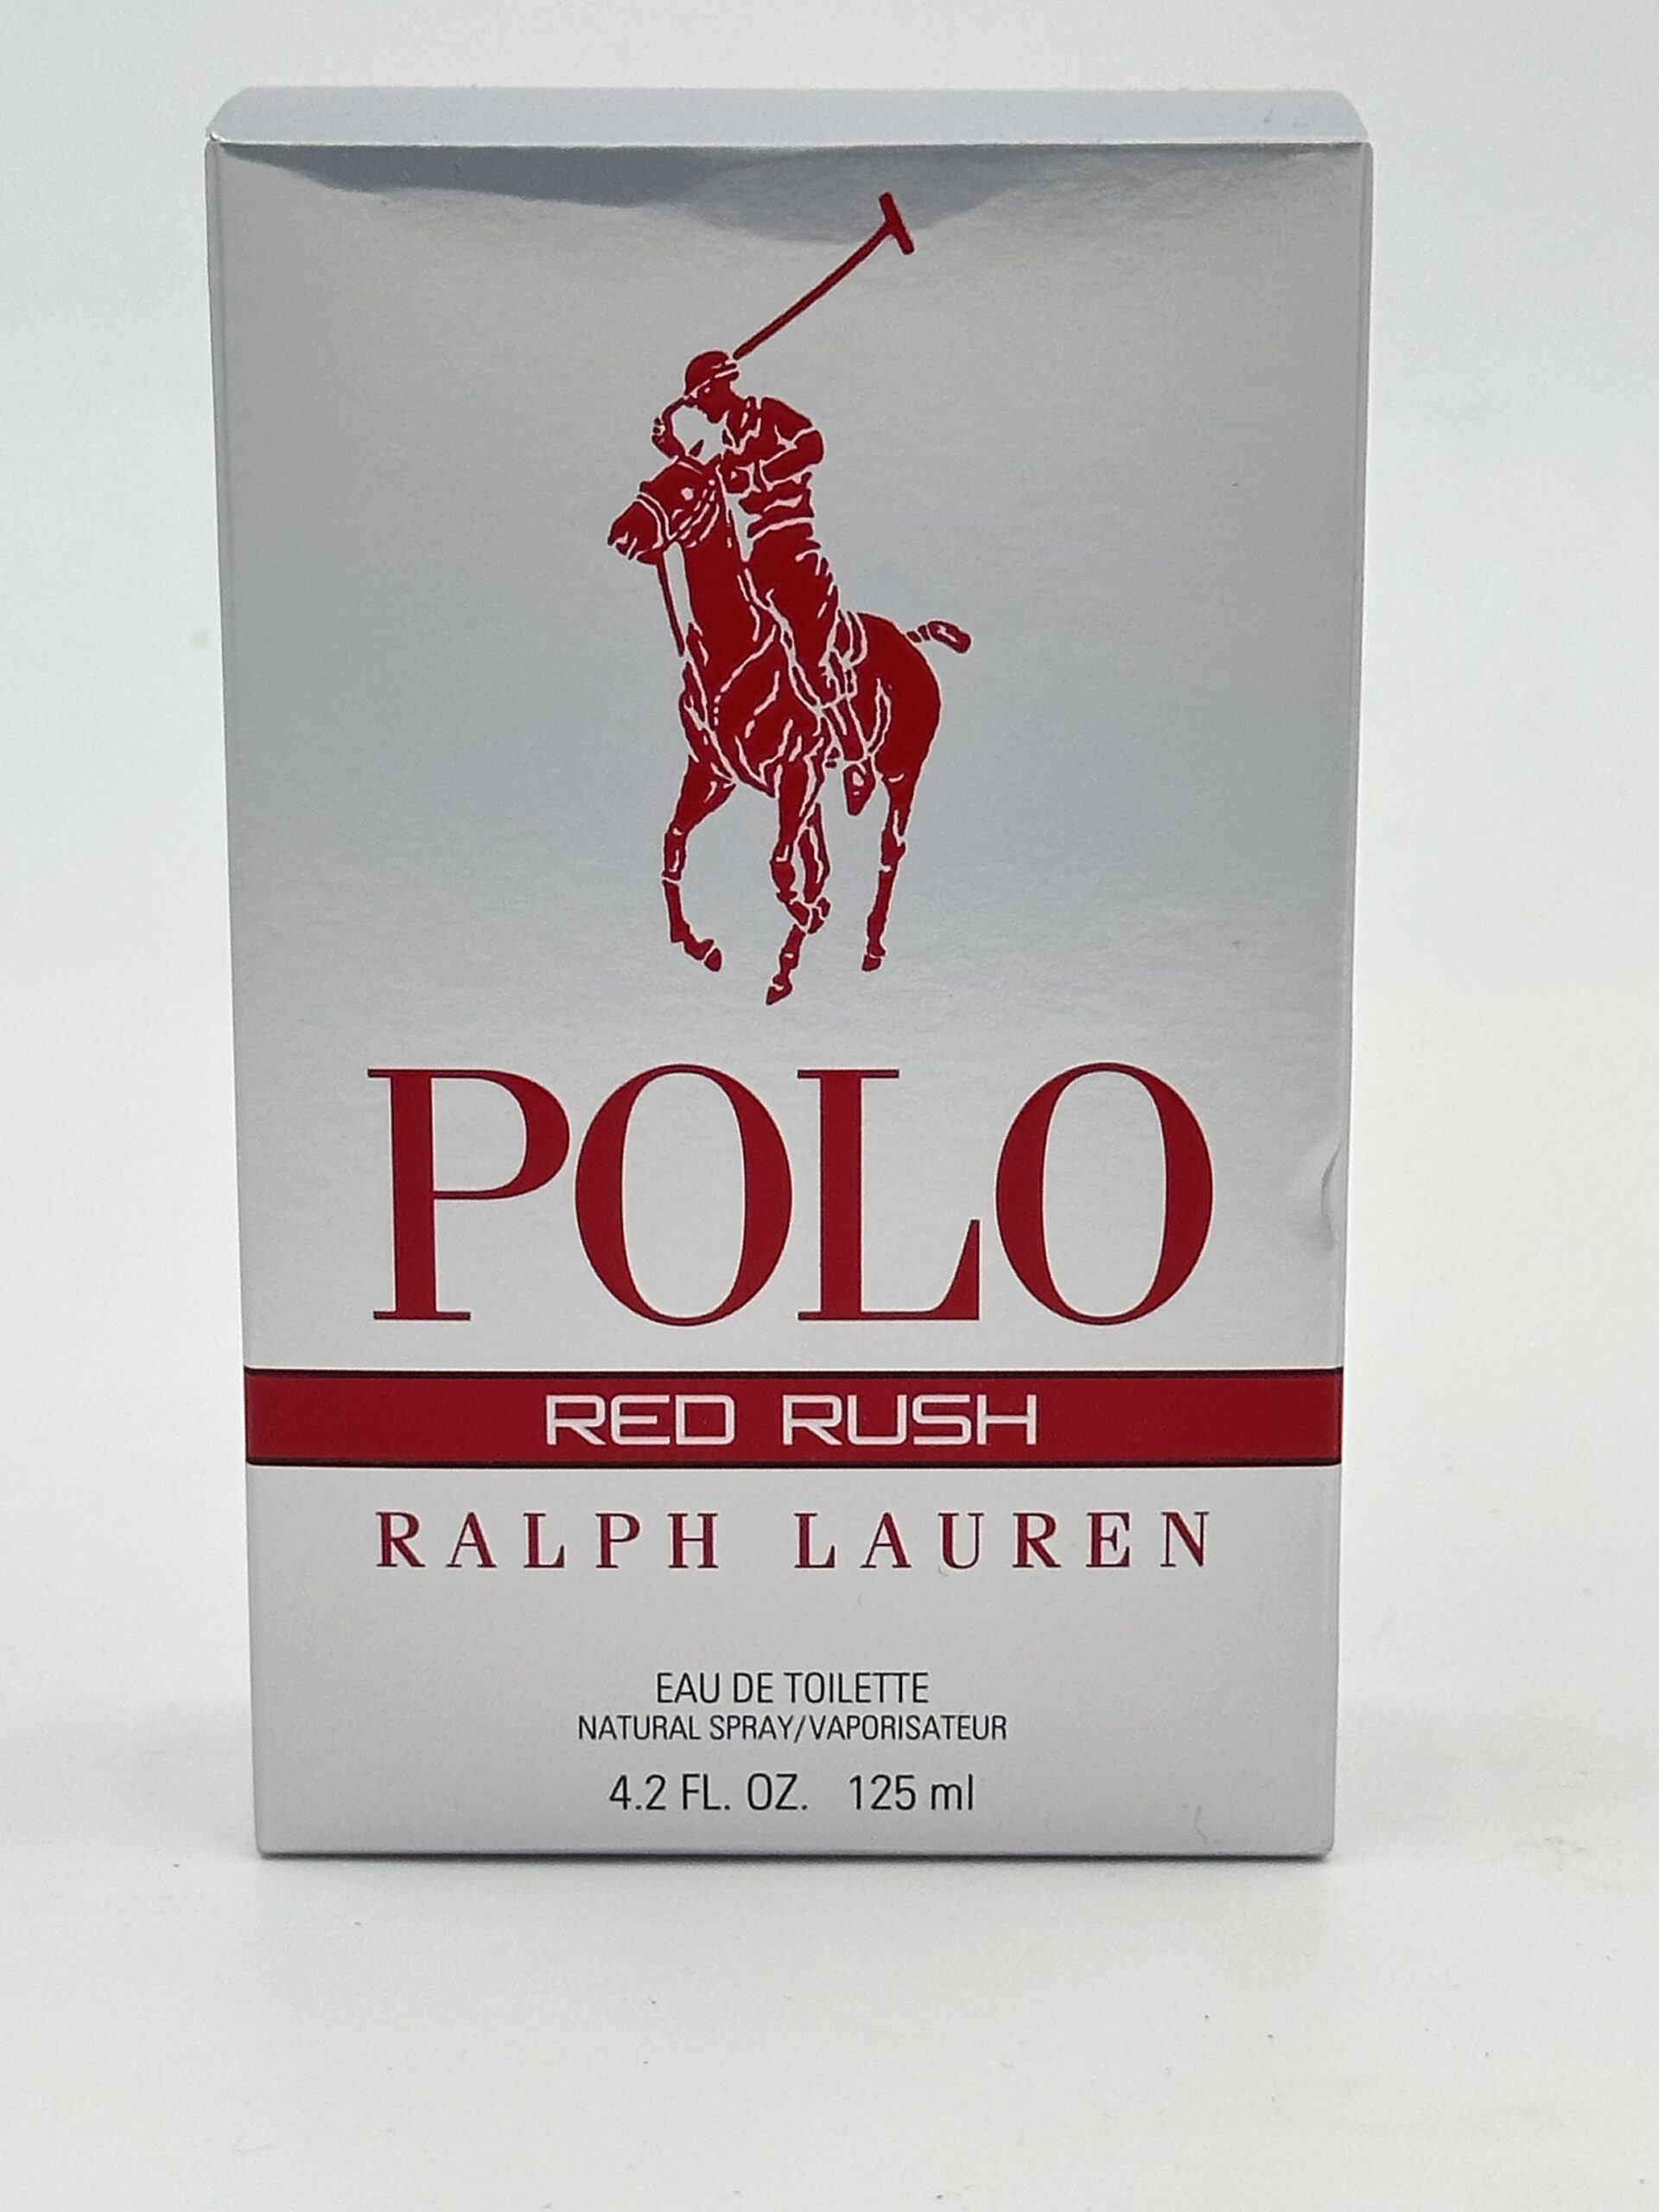 POLO
RED RUSH
RALPH LAUREN
EAU DE TOILETTE
NATURAL SPRAY/VAPORISATEUR
4.2 FL. OZ. 125 ml